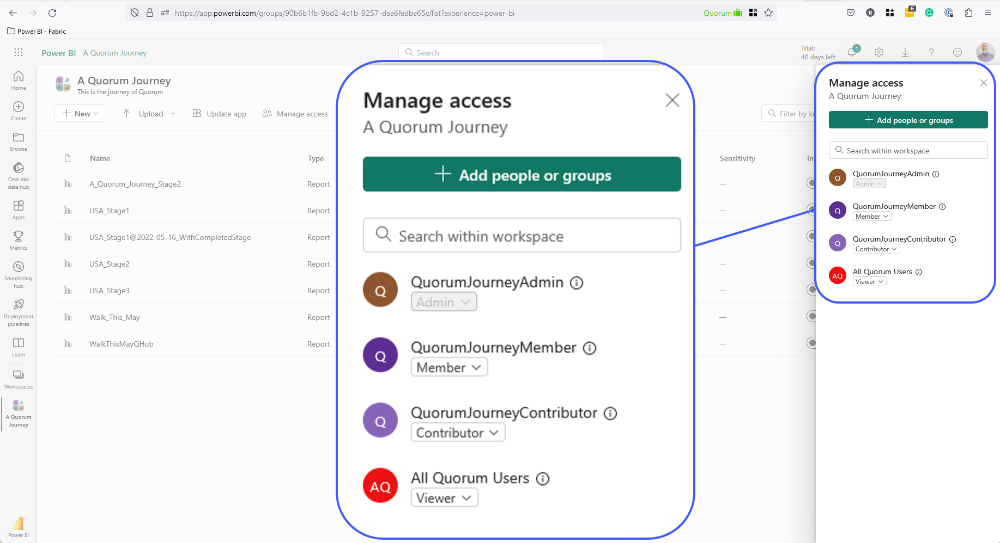 https://app.powerbi.com/groups/90b6b1fb-9bd2-4c1b-9257-dea6fedbe65c/list?experience=power-bi
Quorum
R
6
G
Power BI - Fabric
Power BI A Quorum Journey
Search
Trial:
40 days left
1
?
Home
Create
Browse
OneLake
data hub
Apps
Metrics
Monitoring
hub
Deployment
pipelines
Learn
Workspaces
A Quorum
Journey
Power BI
A Quorum Journey
This is the journey of Quorum
New
Upload
Update app
Manage access
Filter by ke
Name
Type
Sensitivity
In
A_Quorum_Journey_Stage2 Report —
USA_Stage1 Report —
USA_Stage1@2022-05-16_WithCompletedStage Report —
USA_Stage2 Report —
USA_Stage3 Report —
Walk_This_May Report —
WalkThisMayQHub Report —
Manage access
A Quorum Journey
Add people or groups
Search within workspace
Q
QuorumJourneyAdmin
Admin
Q
QuorumJourneyMember
Member
Q
QuorumJourneyContributor
Contributor
AQ
All Quorum Users
Viewer
Manage access
A Quorum Journey
Add people or groups
Search within workspace
Q
QuorumJourneyAdmin
Admin
Q
QuorumJourneyMember
Member
Q
QuorumJourneyContributor
Contributor
AQ
All Quorum Users
Viewer